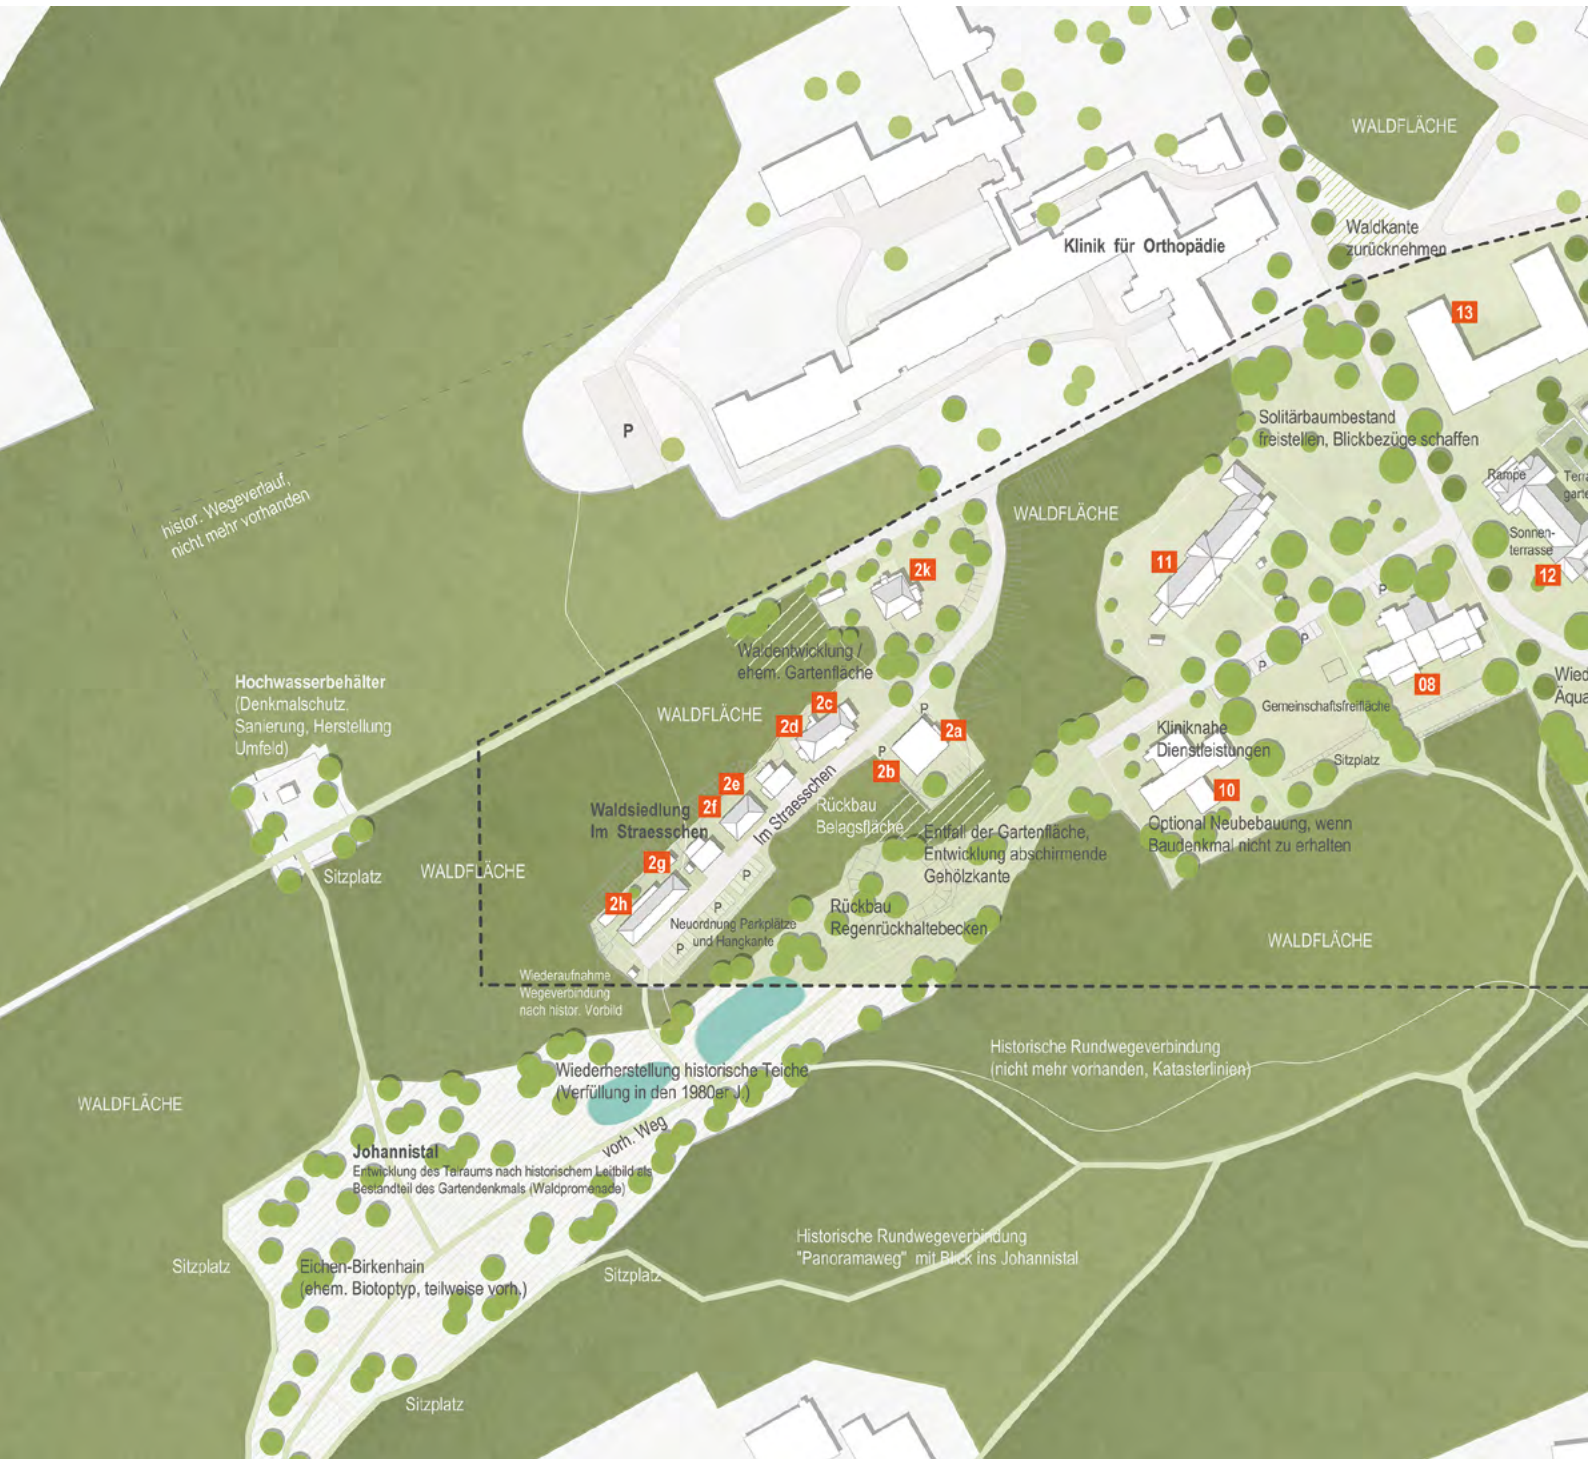 WALDFLÄCHE
Waldkante
zurücknehmen
Klinik für Orthopädie
13
P
Solitärbaumbestand
freistellen, Blickbezüge schaffen
histor. Wegeverlauf,
nicht mehr vorhanden
WALDFLÄCHE
Rampe
Sonnen-
terrasse
12
11
2k
P
P
P
08
Gemeinschaftsfreifläche
Sitzplatz
Kliniknahe
Dienstleistungen
10
Optional Neubebauung, wenn
Baudenkmal nicht zu erhalten
Waldentwicklung /
ehem. Gartenfläche
Hochwasserbehälter
(Denkmalschutz,
Sanierung, Herstellung
Umfeld)
WALDFLÄCHE
2c
2d
P
2a
P
2b
2e
2f
Waldsiedlung
Im Straesschen
Im Straesschen
Rückbau
Belagsfläche
Entfall der Gartenfläche,
Entwicklung abschirmende
Gehölzkante
2g
2h
P
P
P
Neuordnung Parkplätze
und Hangkante
Rückbau
Regenrückhaltebecken
Sitzplatz
WALDFLÄCHE
WALDFLÄCHE
Wiederaufnahme
Wegeverbindung
nach histor. Vorbild
Historische Rundwegeverbindung
(nicht mehr vorhanden, Katasterlinien)
Wiederherstellung historische Teiche
(Verfüllung in den 1980er J.)
vorh. Weg
WALDFLÄCHE
Johannistal
Entwicklung des Talraums nach historischem Leitbild als
Bestandteil des Gartendenkmals (Waldpromenade)
Historische Rundwegeverbindung
"Panoramaweg" mit Blick ins Johannistal
Sitzplatz
Sitzplatz
Eichen-Birkenhain
(ehem. Biotoptyp, teilweise vorh.)
Sitzplatz